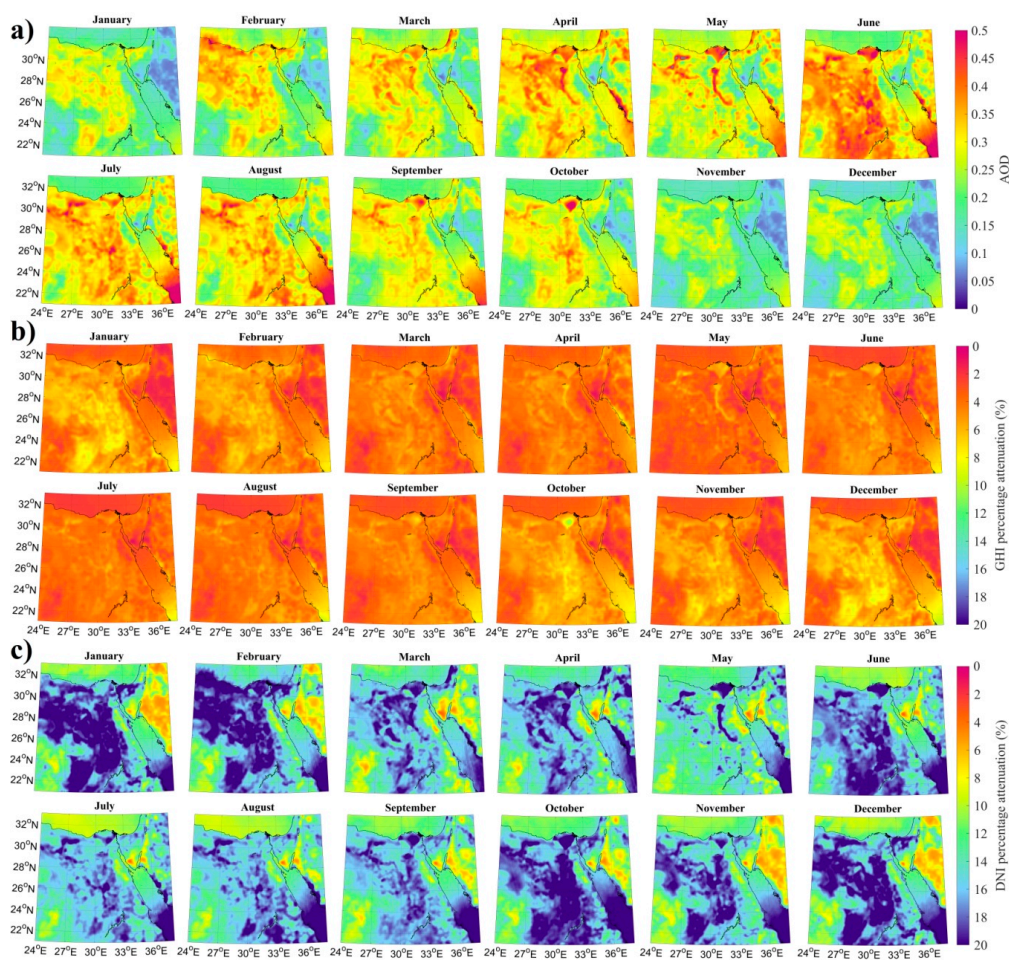 a)
January February March April May June
32°N
30°N
28°N
26°N
24°N
22°N
July August September October November December
32°N
30°N
28°N
26°N
24°N
22°N
24°E 27°E 30°E 33°E 36°E 24°E 27°E 30°E 33°E 36°E 24°E 27°E 30°E 33°E 36°E 24°E 27°E 30°E 33°E 36°E 24°E 27°E 30°E 33°E 36°E 24°E 27°E 30°E 33°E 36°E
0.5
0.45
0.4
0.35
0.3
0.25
0.2
0.15
0.1
0.05
0
AOD
b)
January February March April May June
32°N
30°N
28°N
26°N
24°N
22°N
July August September October November December
32°N
30°N
28°N
26°N
24°N
22°N
24°E 27°E 30°E 33°E 36°E 24°E 27°E 30°E 33°E 36°E 24°E 27°E 30°E 33°E 36°E 24°E 27°E 30°E 33°E 36°E 24°E 27°E 30°E 33°E 36°E 24°E 27°E 30°E 33°E 36°E
0
2
4
6
8
10
12
14
16
18
20
GHI percentage attenuation (%)
c)
January February March April May June
32°N
30°N
28°N
26°N
24°N
22°N
July August September October November December
32°N
30°N
28°N
26°N
24°N
22°N
24°E 27°E 30°E 33°E 36°E 24°E 27°E 30°E 33°E 36°E 24°E 27°E 30°E 33°E 36°E 24°E 27°E 30°E 33°E 36°E 24°E 27°E 30°E 33°E 36°E 24°E 27°E 30°E 33°E 36°E
0
2
4
6
8
10
12
14
16
18
20
DNI percentage attenuation (%)